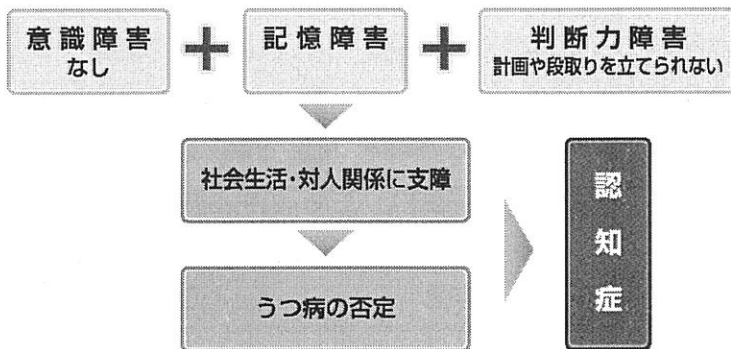 意識障害
なし
＋
記憶障害
＋
判断力障害
計画や段取りを立てられない
社会生活・対人関係に支障
うつ病の否定
認知症